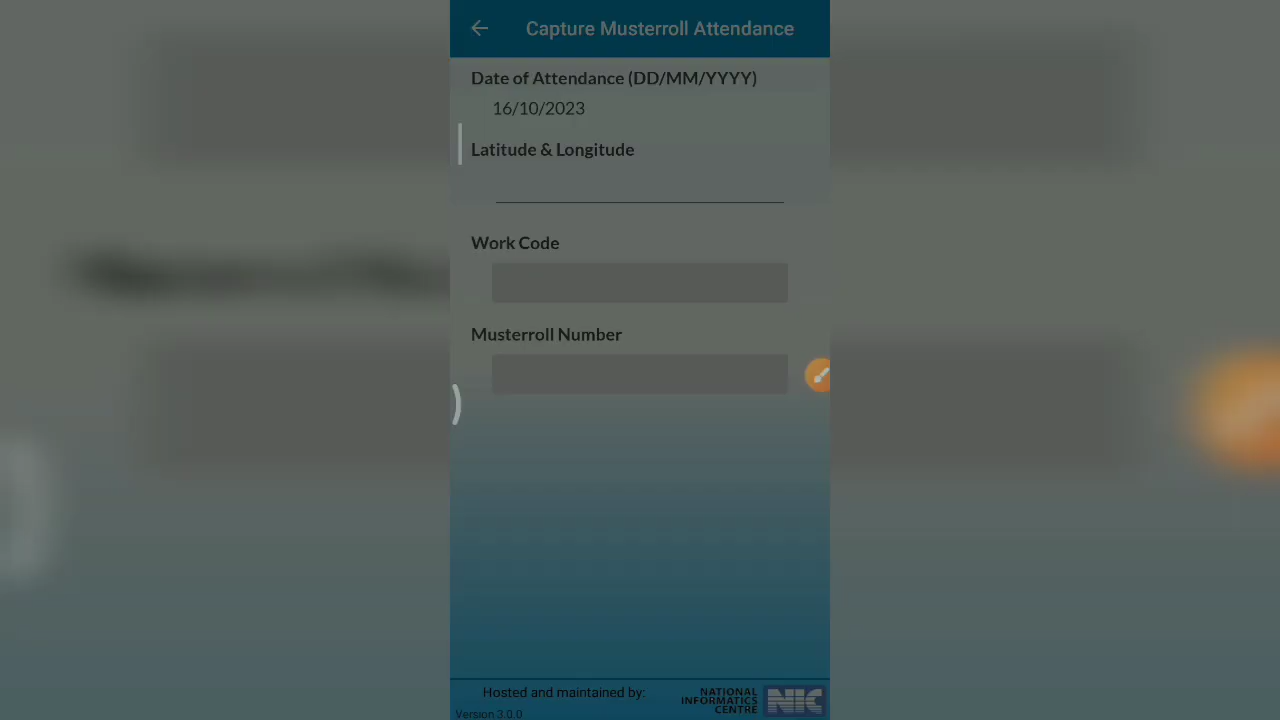 Capture Musterroll Attendance
Date of Attendance (DD/MM/YYYY)
16/10/2023
Latitude & Longitude
Work Code
Musterroll Number
Hosted and maintained by:
NATIONAL
INFORMATICS
CENTRE
NIC
Version 3.0.0